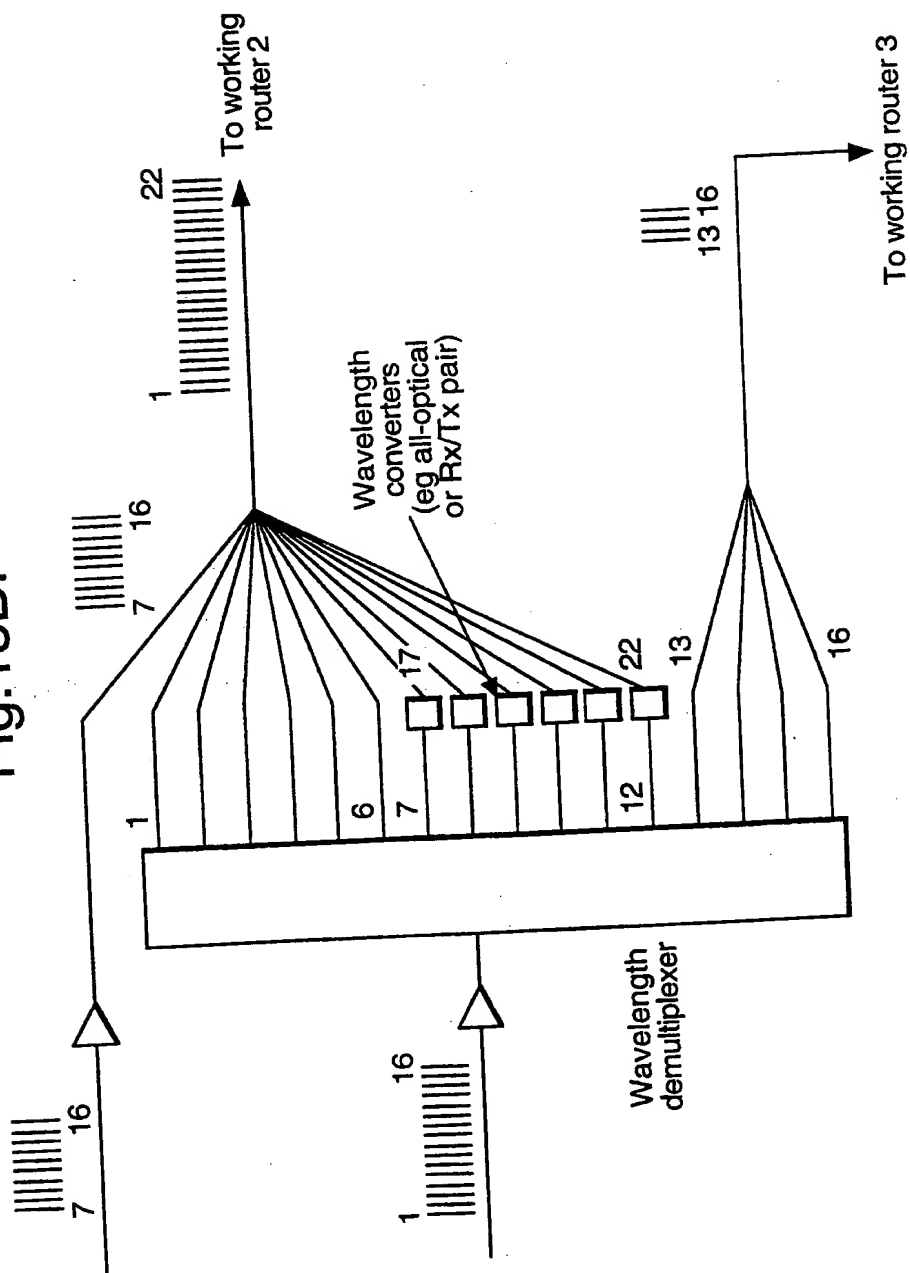 7 16
1 16
Wavelength
demultiplexer
1
6
7
12
17
22
13
16
7 16
Wavelength
converters
(eg all-optical
or Rx/Tx pair)
1 22
To working
router 2
13 16
To working router 3